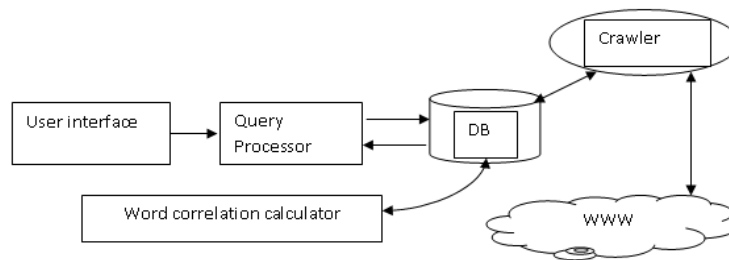 Crawler
User interface
Query
Processor
DB
Word correlation calculator
WWW